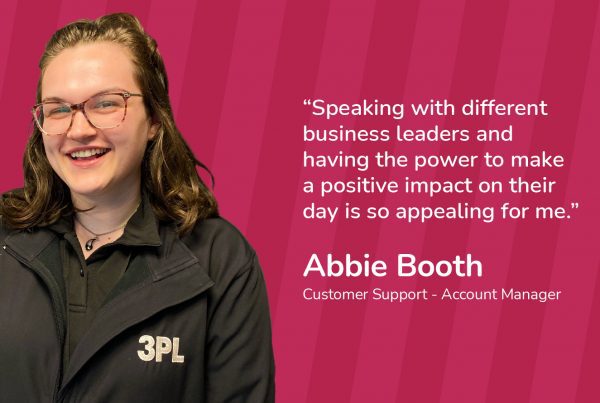 “Speaking with different
business leaders and
having the power to make
a positive impact on their
day is so appealing for me.”
Abbie Booth
Customer Support - Account Manager
3PL